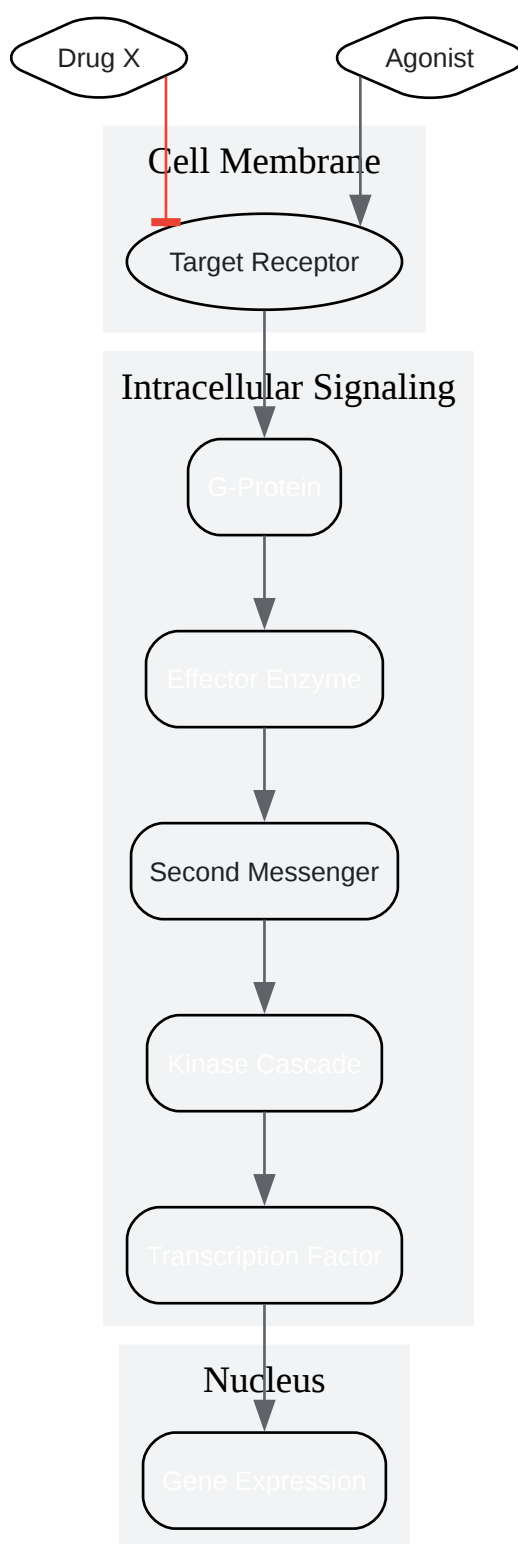 Drug X
Agonist
Cell Membrane
Target Receptor
Intracellular Signaling
G-Protein
Effector Enzyme
Second Messenger
Kinase Cascade
Transcription Factor
Nucleus
Gene Expression